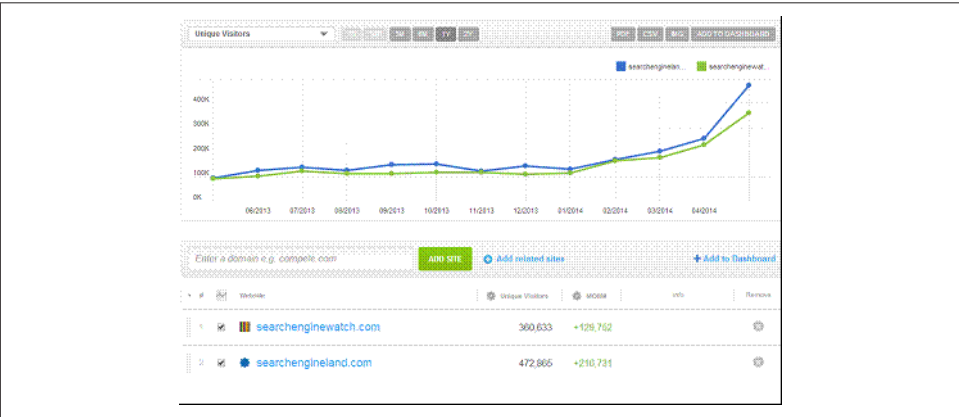 Unique Visitors 3M 6M 1Y 2Y PDF CSV IMG ADD TO DASHBOARD
searchenginelan... searchenginewat...
400K
300K
200K
100K
0K
06/2013 07/2013 08/2013 09/2013 10/2013 11/2013 12/2013 01/2014 02/2014 03/2014 04/2014
Enter a domain e.g. compete.com ADD SITE Add related sites + Add to Dashboard
# Website Unique Visitors Info Remove
1 searchenginewatch.com 360,633 +129,752
2 searchengineland.com 472,865 +210,731